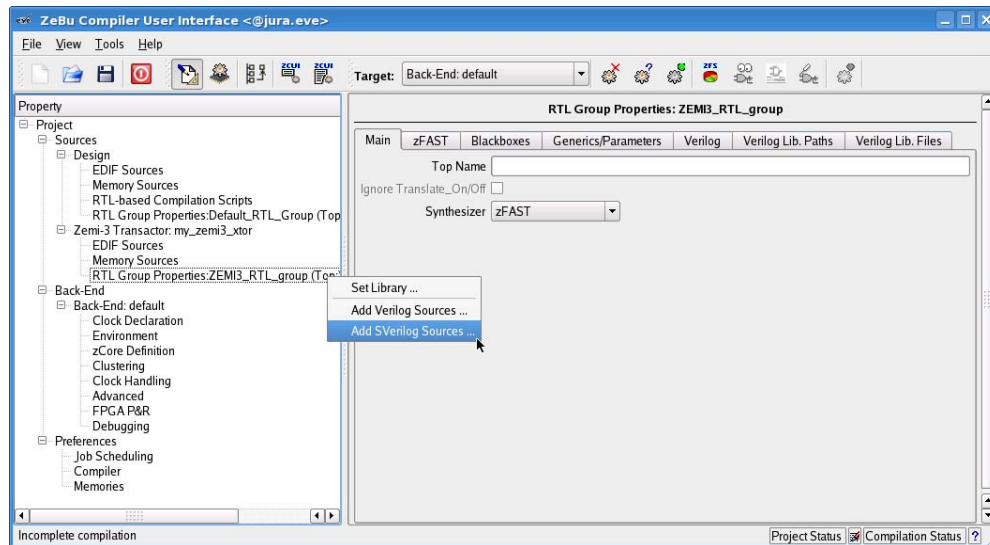 eve ZeBu Compiler User Interface <@jura.eve>
File View Tools Help
ZCUI ZCUI Target: Back-End: default ZFS
Property
Project
Sources
Design
EDIF Sources
Memory Sources
RTL-based Compilation Scripts
RTL Group Properties:Default_RTL_Group (Top
Zemi-3 Transactor: my_zemi3_xtor
EDIF Sources
Memory Sources
RTL Group Properties:ZEMI3_RTL_group (Top:
Back-End
Back-End: default
Clock Declaration
Environment
zCore Definition
Clustering
Clock Handling
Advanced
FPGA P&R
Debugging
Preferences
Job Scheduling
Compiler
Memories
RTL Group Properties: ZEMI3_RTL_group
Main zFAST Blackboxes Generics/Parameters Verilog Verilog Lib. Paths Verilog Lib. Files
Top Name
Ignore Translate_On/Off
Synthesizer zFAST
Set Library ...
Add Verilog Sources ...
Add SVerilog Sources ...
Incomplete compilation Project Status Compilation Status ?